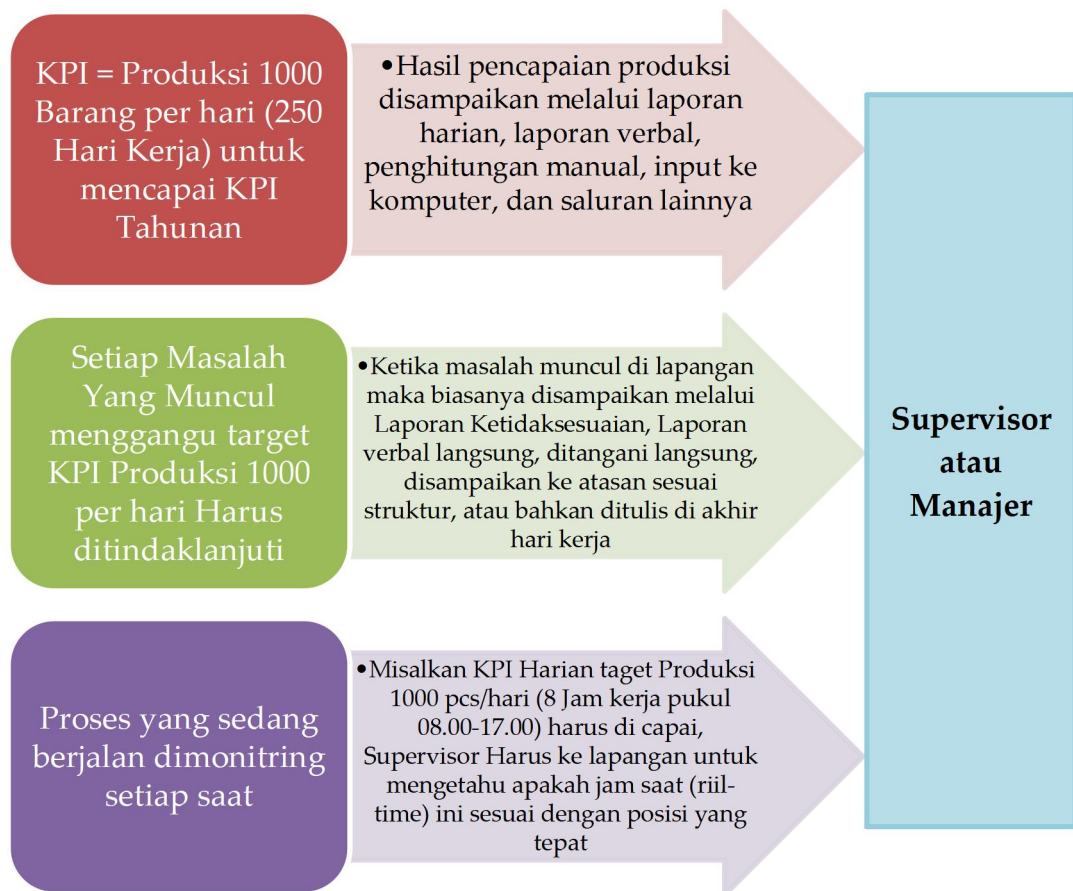 KPI = Produksi 1000
Barang per hari (250
Hari Kerja) untuk
mencapai KPI
Tahunan
•Hasil pencapaian produksi
disampaikan melalui laporan
harian, laporan verbal,
penghitungan manual, input ke
komputer, dan saluran lainnya
Setiap Masalah
Yang Muncul
menggangu target
KPI Produksi 1000
per hari Harus
ditindaklanjuti
•Ketika masalah muncul di lapangan
maka biasanya disampaikan melalui
Laporan Ketidaksesuaian, Laporan
verbal langsung, ditangani langsung,
disampaikan ke atasan sesuai
struktur, atau bahkan ditulis di akhir
hari kerja
Proses yang sedang
berjalan dimonitring
setiap saat
•Misalkan KPI Harian taget Produksi
1000 pcs/hari (8 Jam kerja pukul
08.00-17.00) harus di capai,
Supervisor Harus ke lapangan untuk
mengetahu apakah jam saat (riil-
time) ini sesuai dengan posisi yang
tepat
Supervisor
atau
Manajer